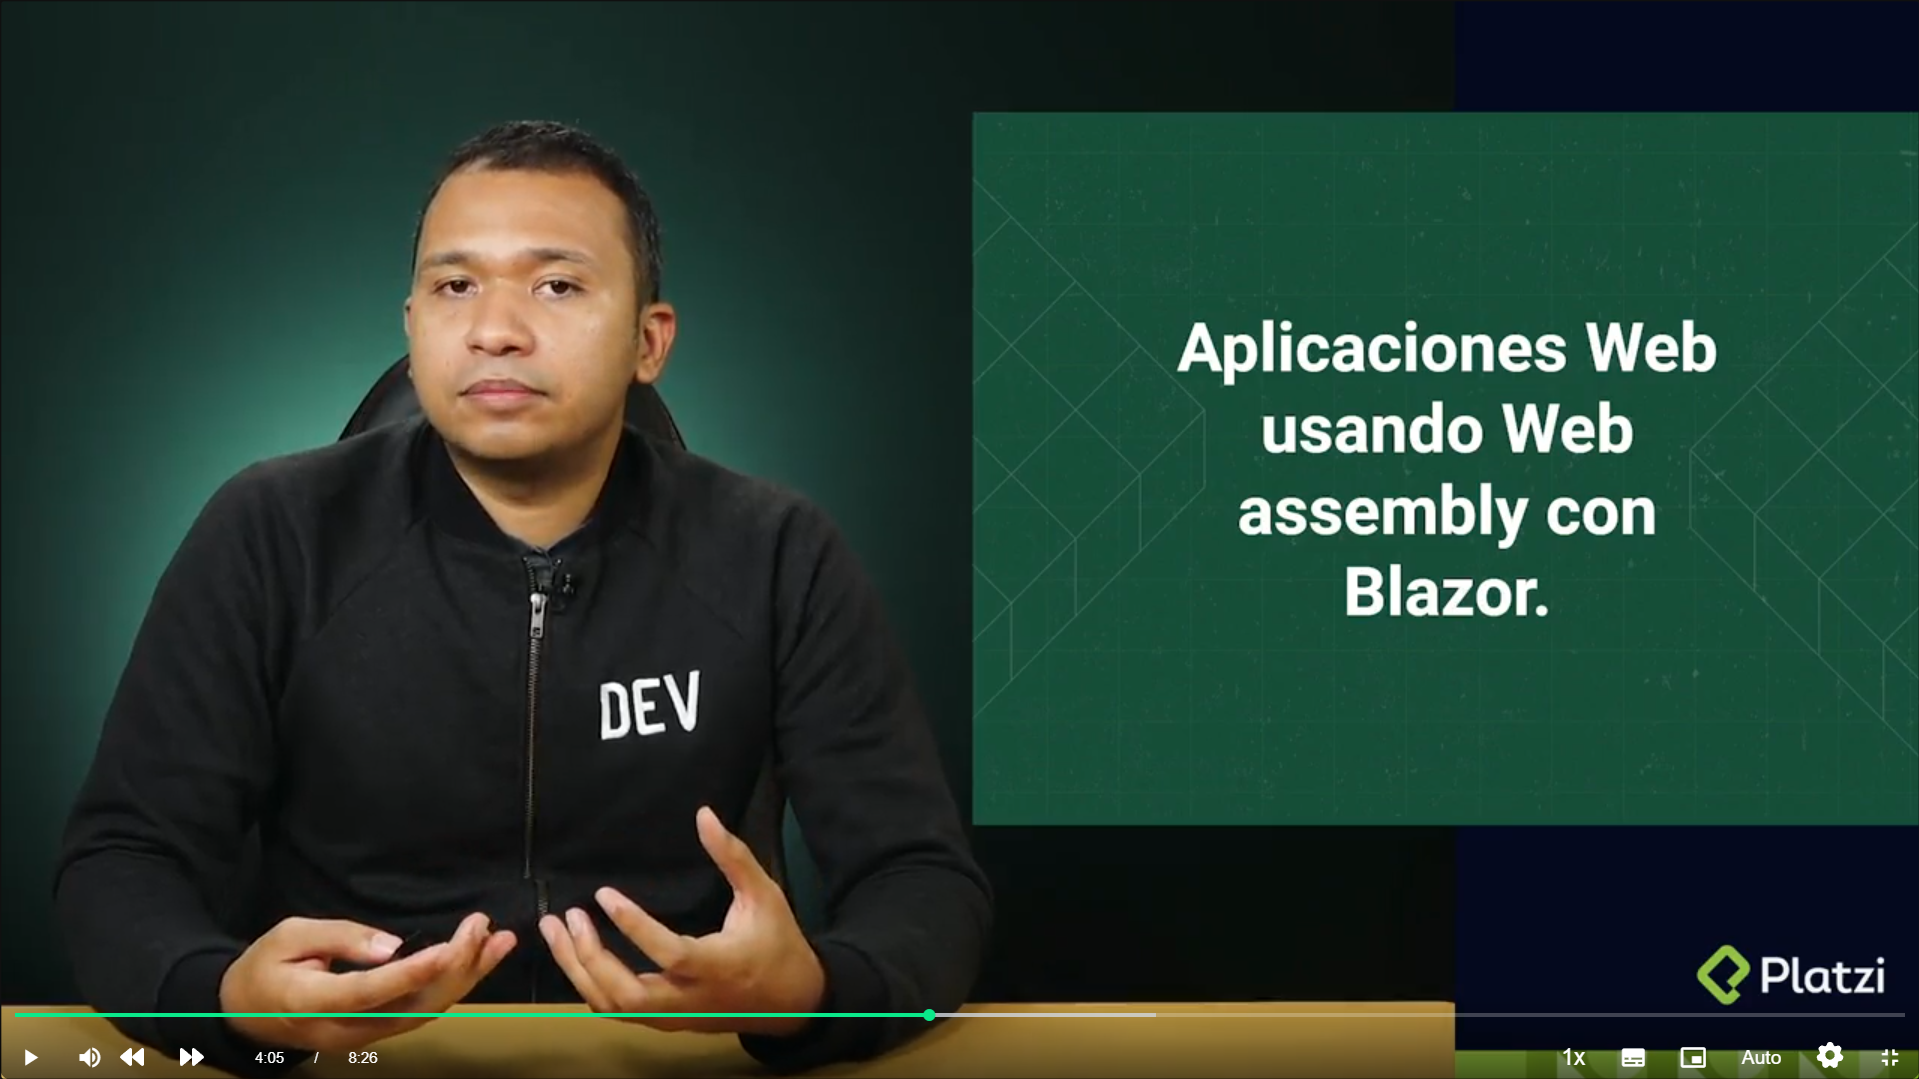 Aplicaciones Web
usando Web
assembly con
Blazor.
DEV
Platzi
4:05 / 8:26
1x
Auto